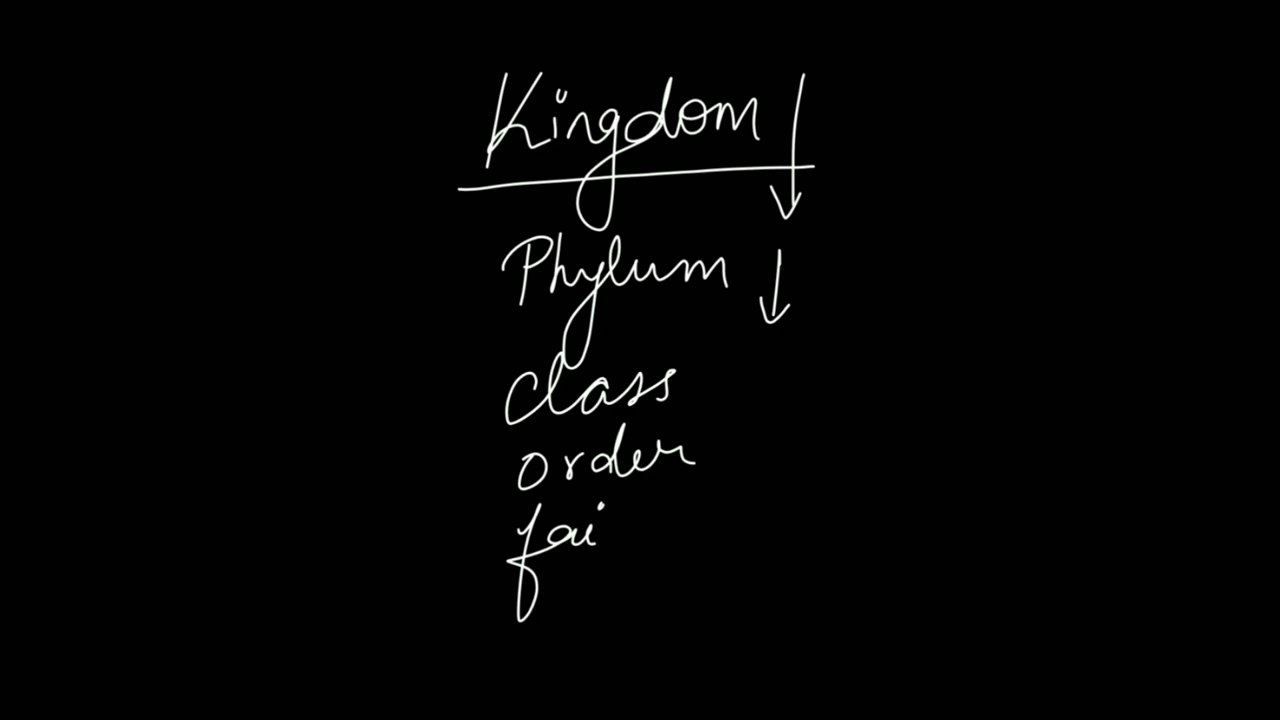 Kingdom ↓
Phylum ↓
class
order
fai